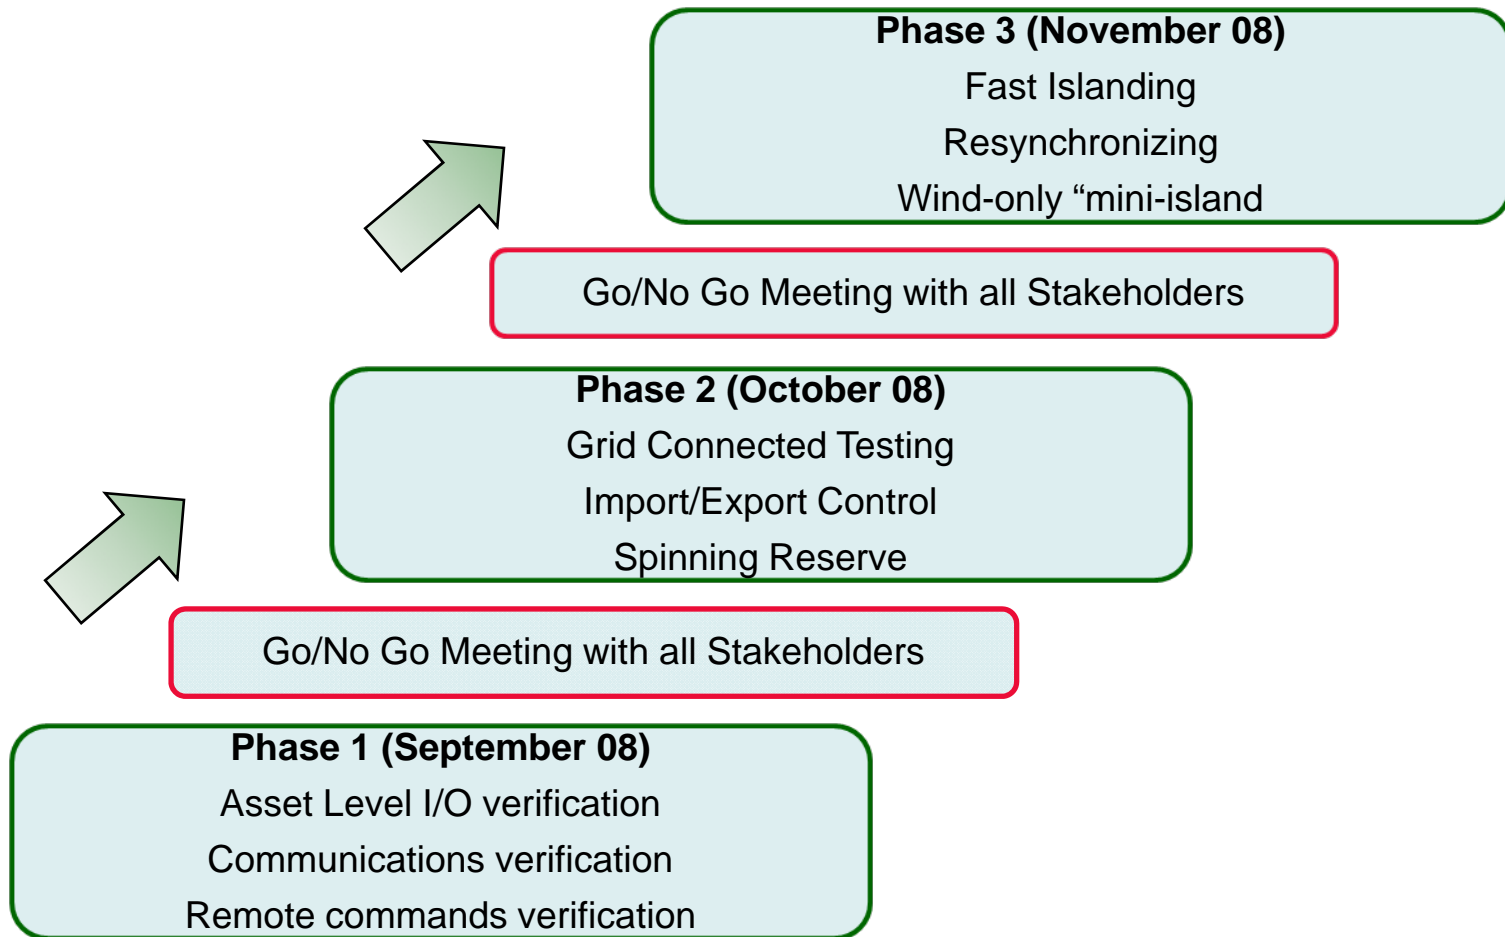 Phase 3 (November 08)
Fast Islanding
Resynchronizing
Wind-only “mini-island
Go/No Go Meeting with all Stakeholders
Phase 2 (October 08)
Grid Connected Testing
Import/Export Control
Spinning Reserve
Go/No Go Meeting with all Stakeholders
Phase 1 (September 08)
Asset Level I/O verification
Communications verification
Remote commands verification